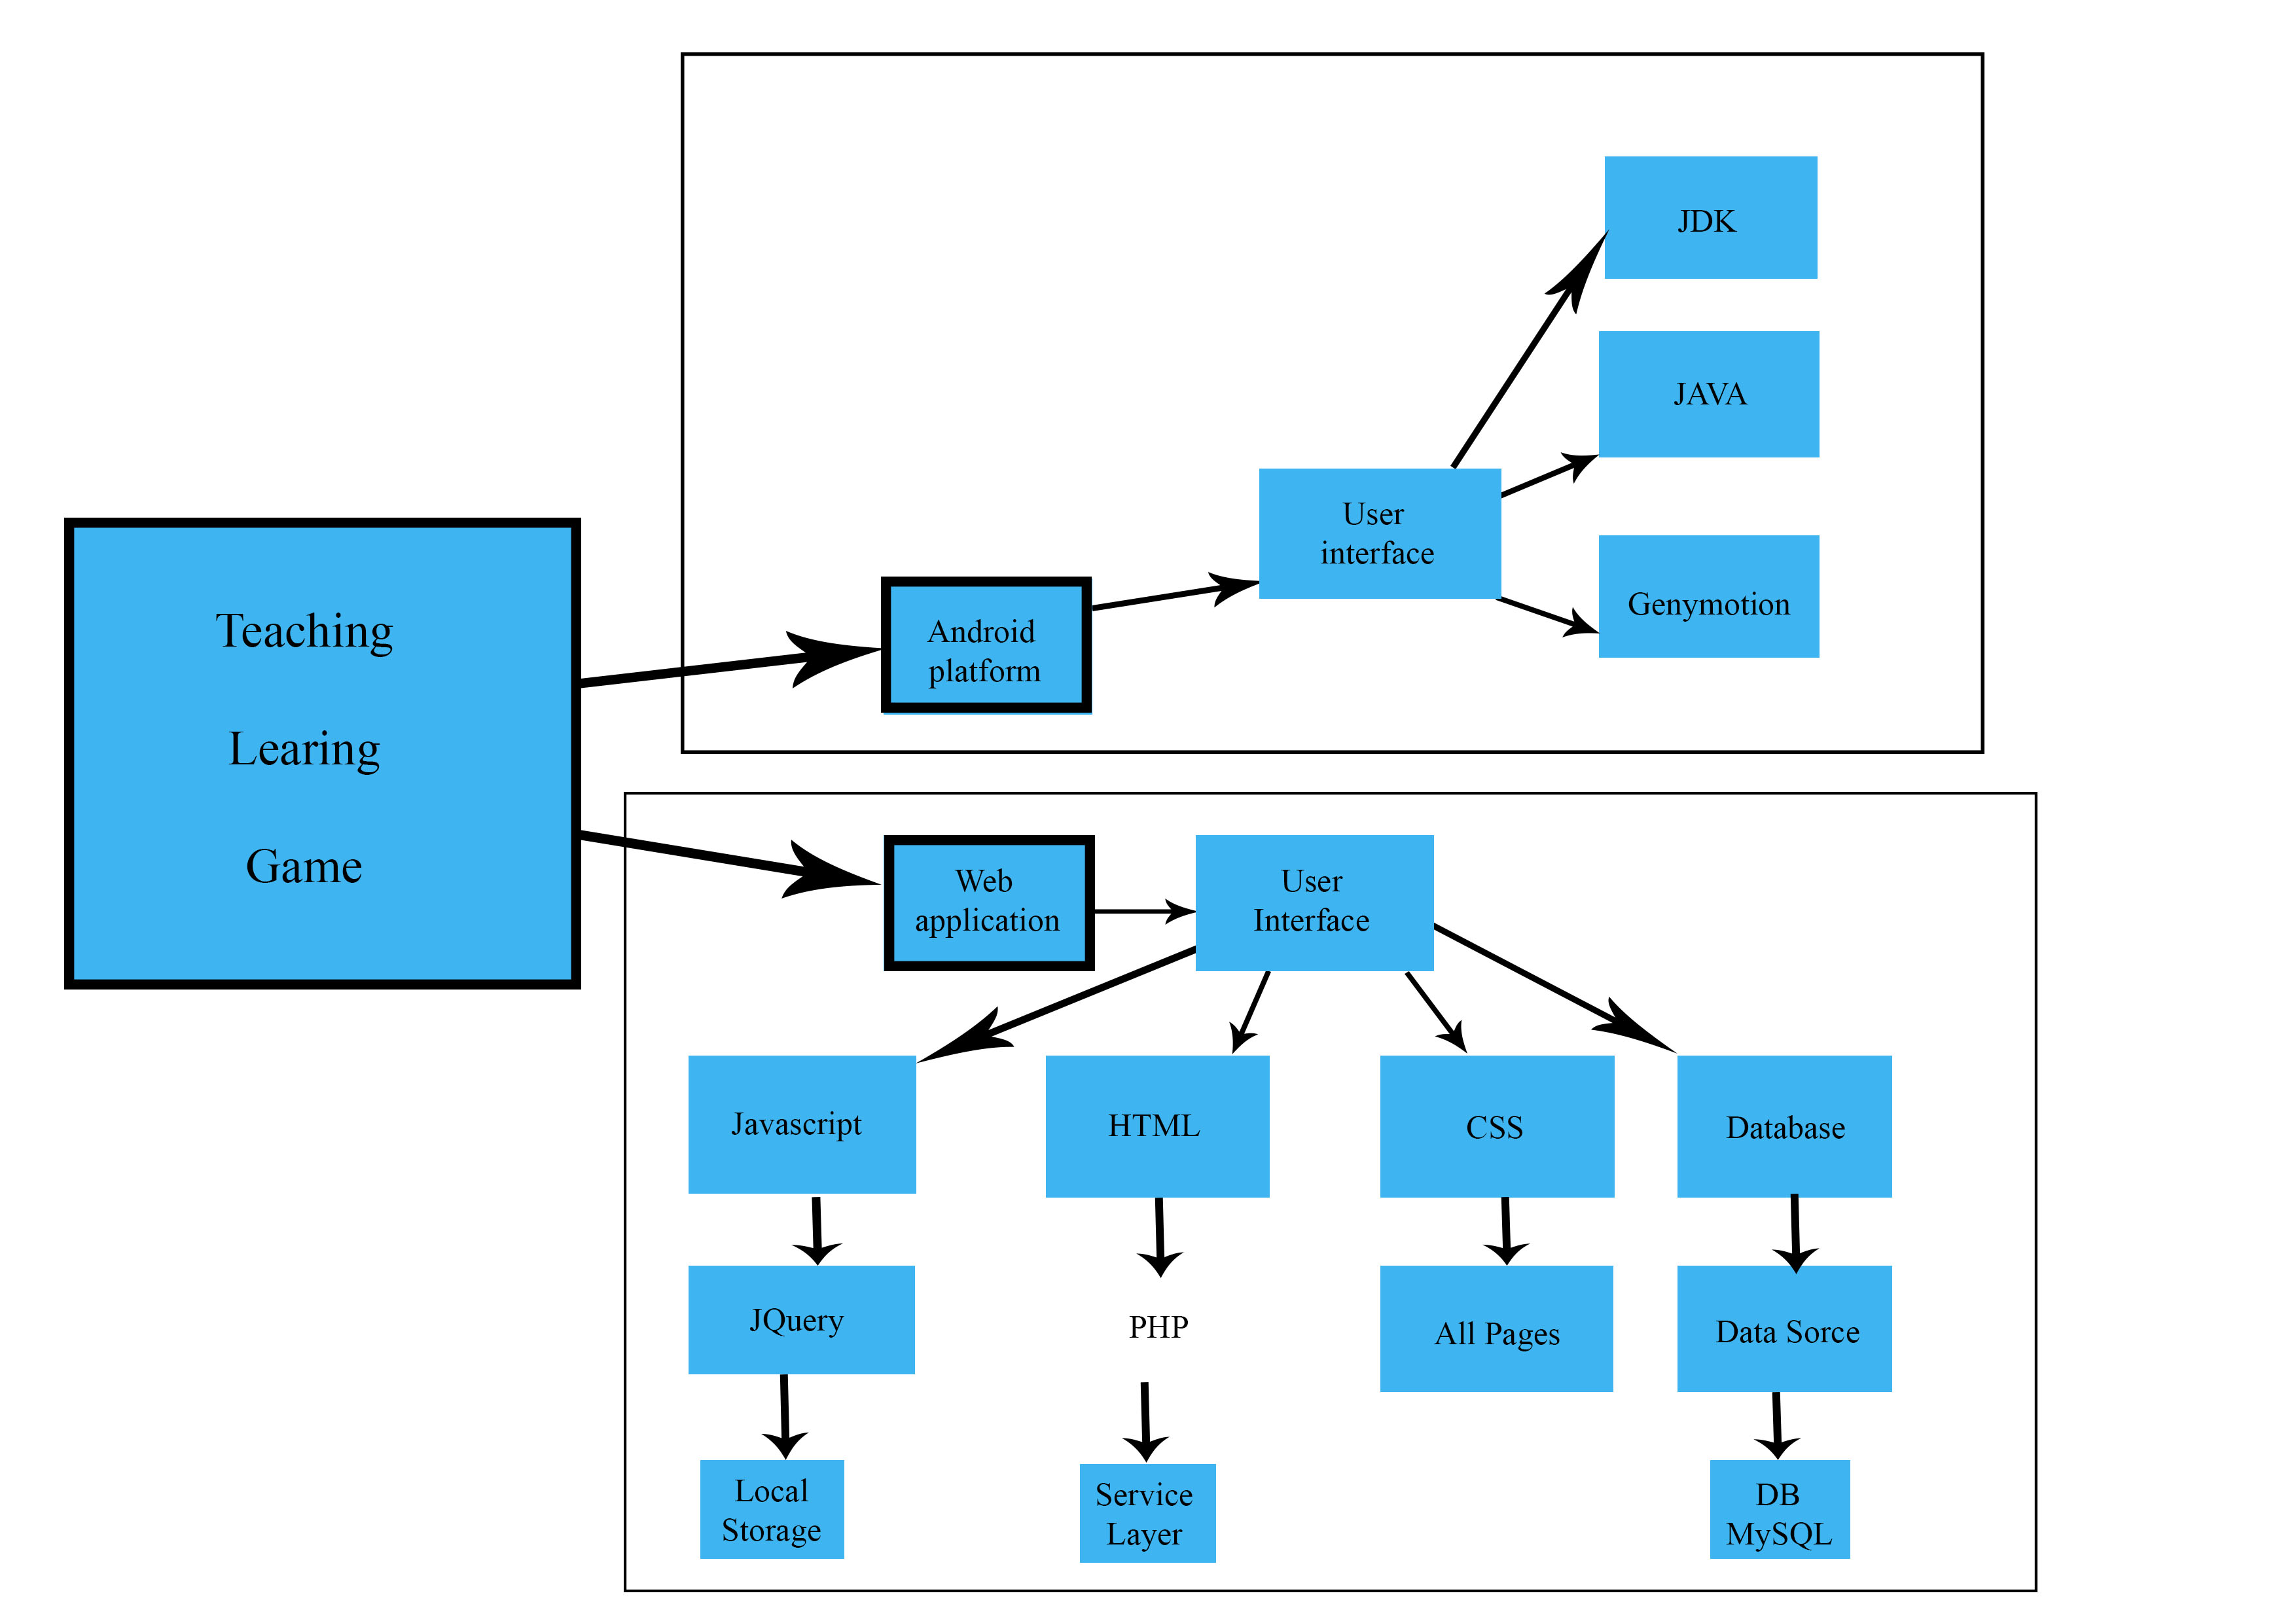 Teaching
Learing
Game
JDK
JAVA
User
interface
Genymotion
Android
platform
Web
application
User
Interface
Javascript
HTML
CSS
Database
JQuery
PHP
All Pages
Data Sorce
Local
Storage
Service
Layer
DB
MySQL